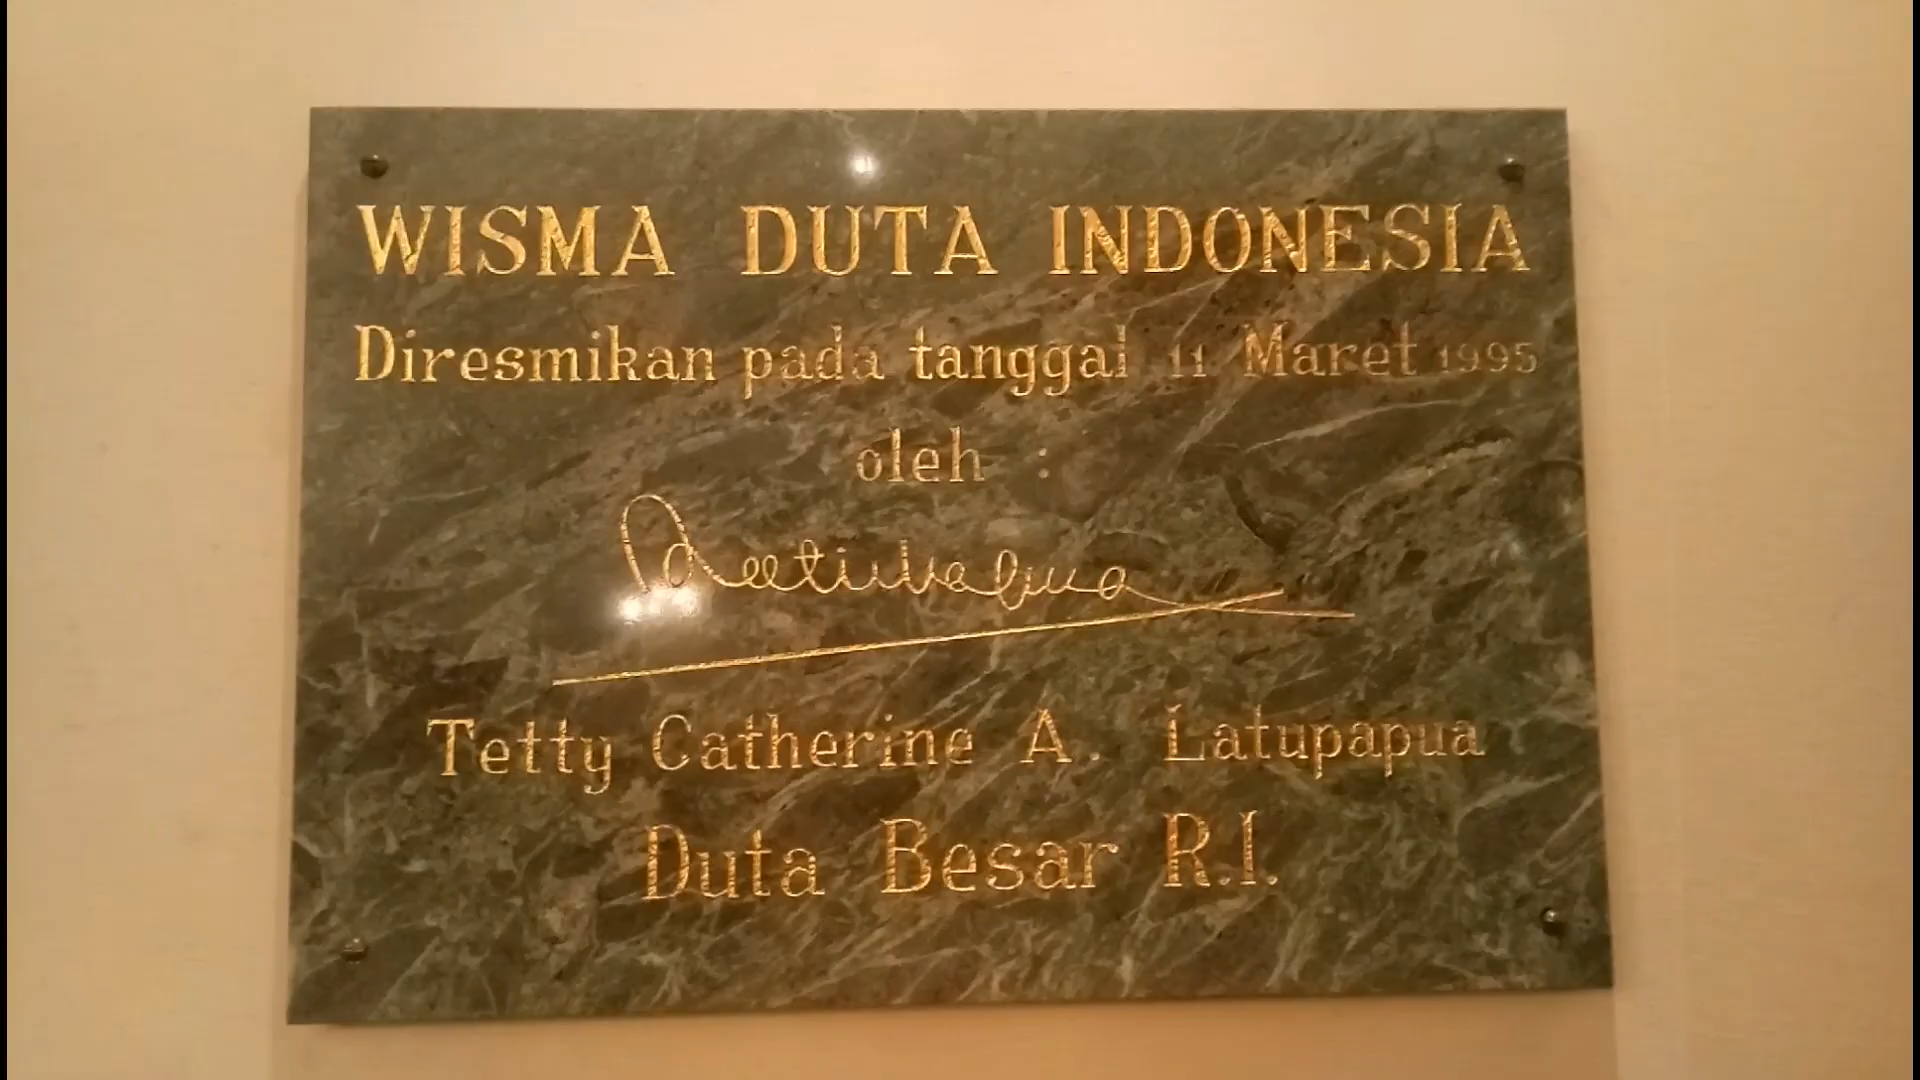 WISMA DUTA INDONESIA
Diresmikan pada tanggal 11 Maret 1995
oleh :
Tetty Catherine A. Latupapua
Duta Besar R.I.